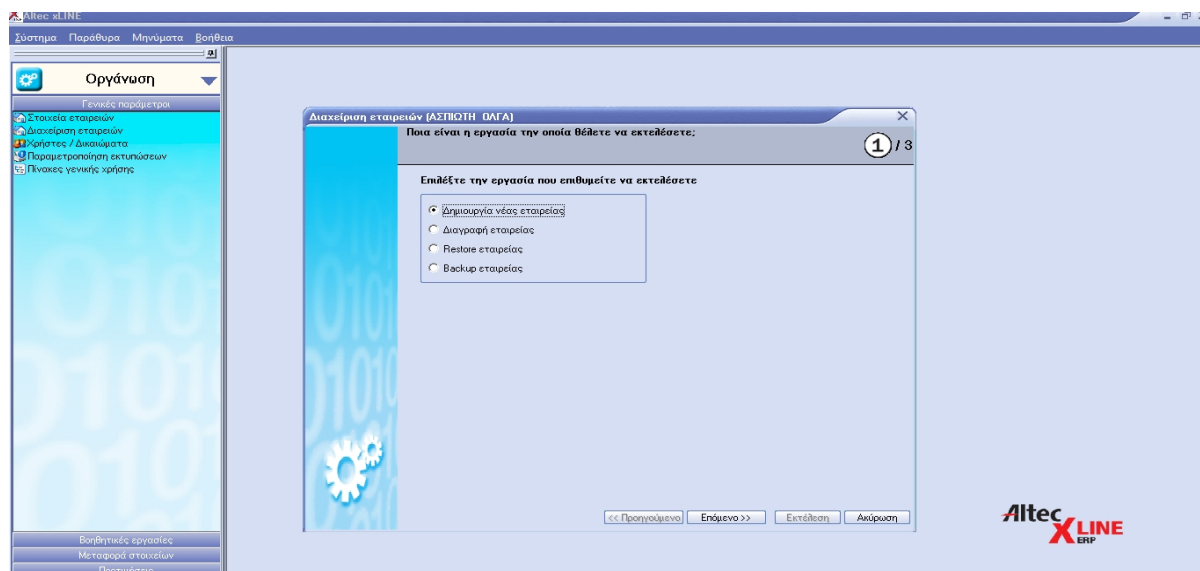 Altec xLINE
Σύστημα Παράθυρα Μηνύματα Βοήθεια
Οργάνωση
Γενικές παράμετροι
Στοιχεία εταιρειών
Διαχείριση εταιρειών
Χρήστες / Δικαιώματα
Παραμετροποίηση εκτυπώσεων
Πίνακες γενικής χρήσης
Διαχείριση εταιρειών (ΑΣΠΙΩΤΗ ΟΛΓΑ)
Ποια είναι η εργασία την οποία θέλετε να εκτελέσετε;
1 / 3
Επιλέξτε την εργασία που επιθυμείτε να εκτελέσετε
Δημιουργία νέας εταιρείας
Διαγραφή εταιρείας
Restore εταιρείας
Backup εταιρείας
<< Προηγούμενο Επόμενο >> Εκτέλεση Ακύρωση
Altec
XLINE
ERP
Βοηθητικές εργασίες
Μεταφορά στοιχείων
Προτιμήσεις